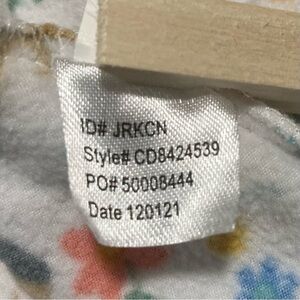 ID# JRKCN
Style# CD8424539
PO# 50008444
Date 120121